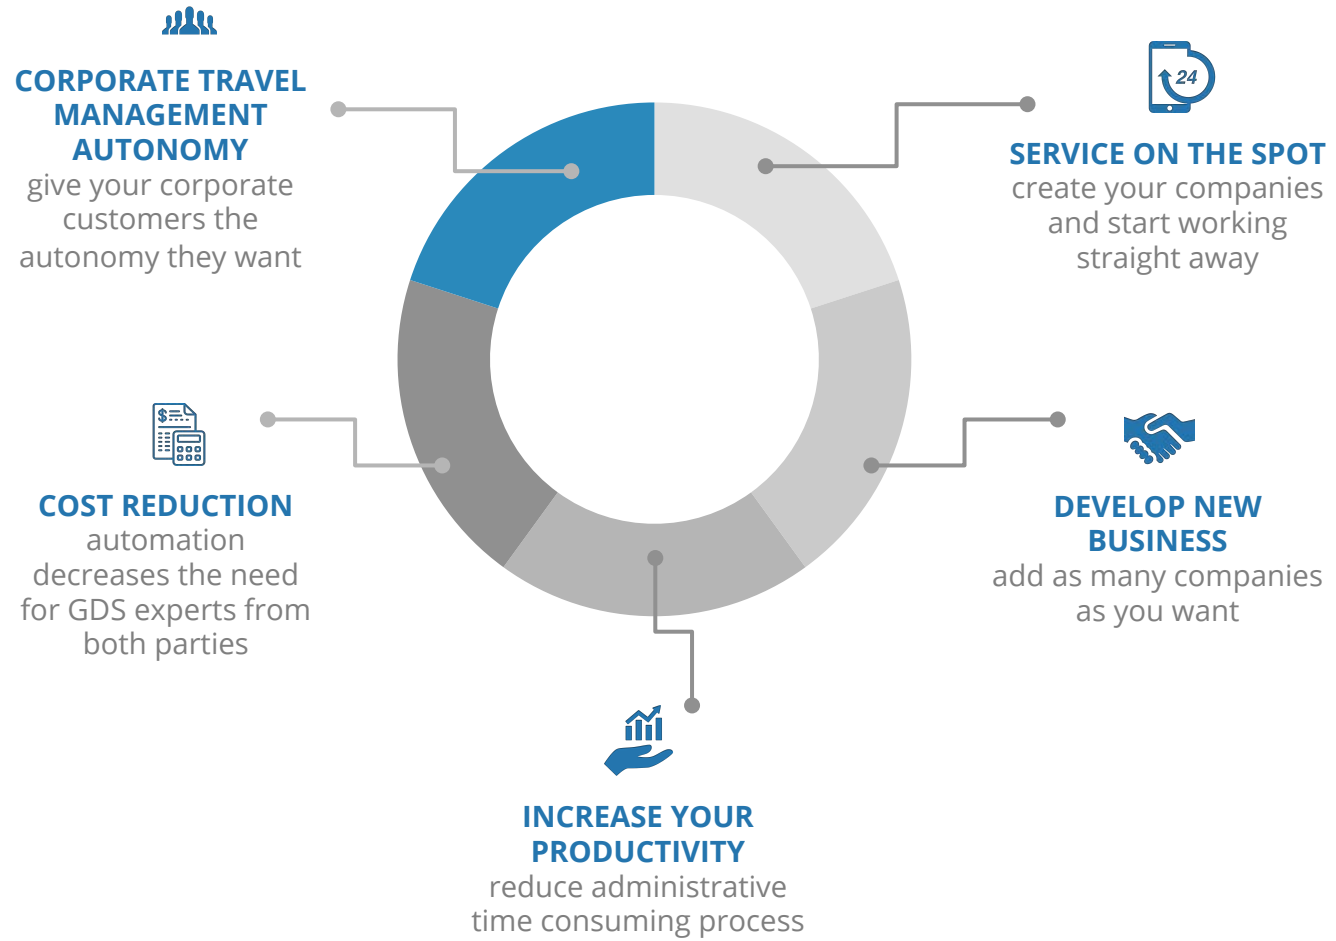 CORPORATE TRAVEL
MANAGEMENT
AUTONOMY
give your corporate
customers the
autonomy they want
24
SERVICE ON THE SPOT
create your companies
and start working
straight away
$
COST REDUCTION
automation
decreases the need
for GDS experts from
both parties
DEVELOP NEW
BUSINESS
add as many companies
as you want
INCREASE YOUR
PRODUCTIVITY
reduce administrative
time consuming process